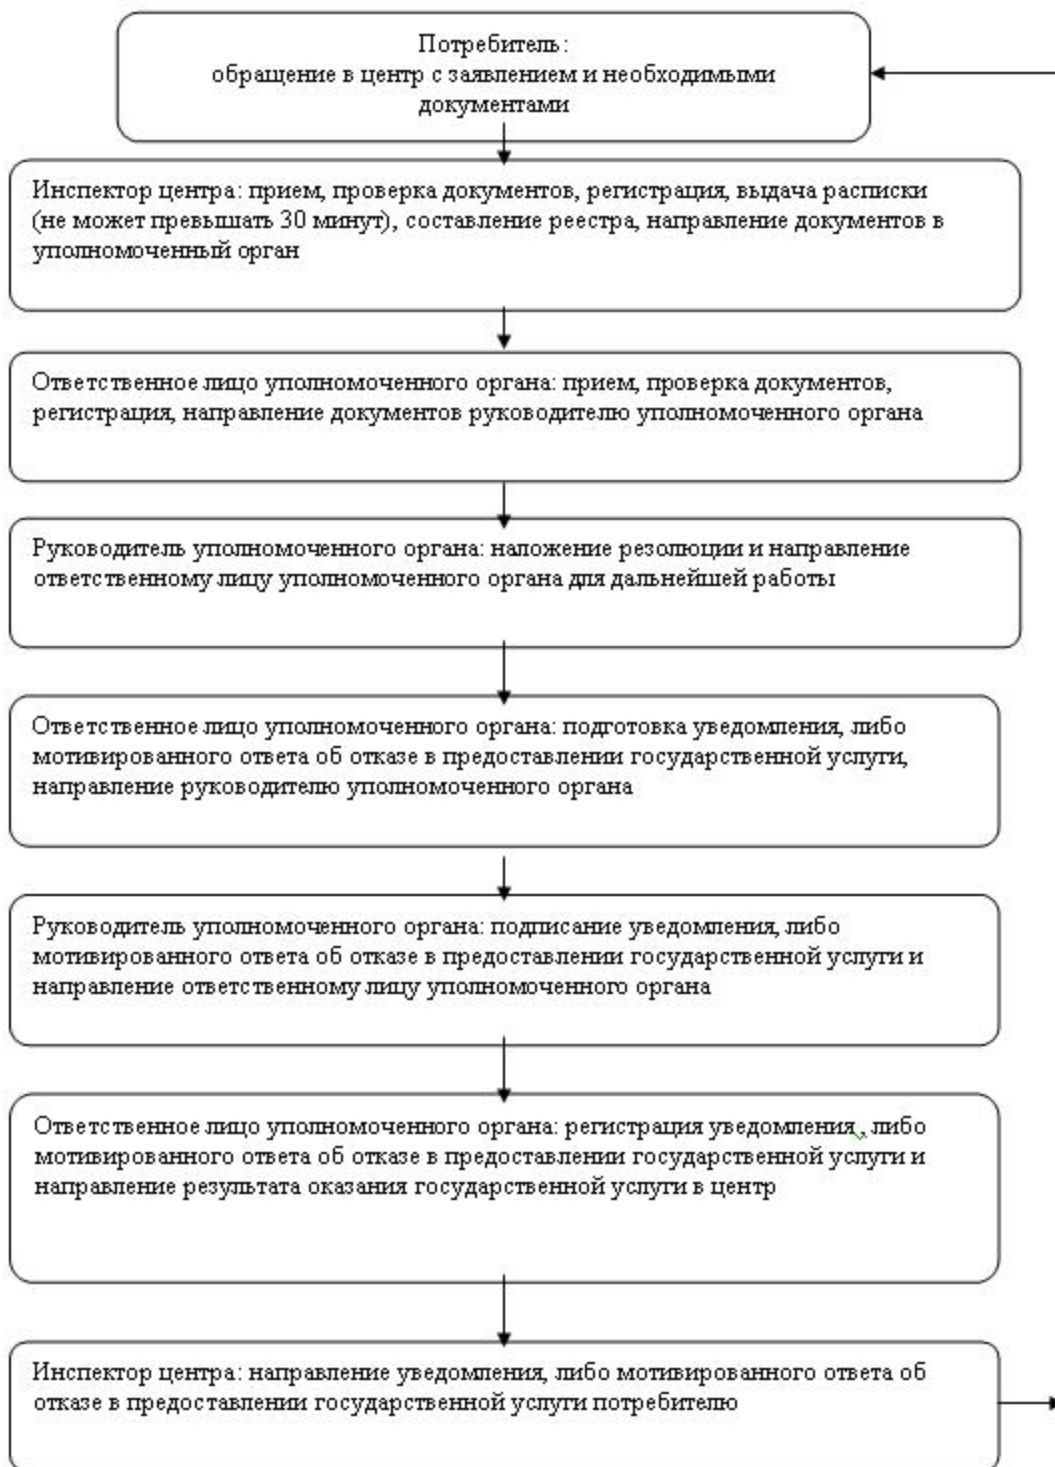 Потребитель:
обращение в центр с заявлением и необходимыми
документами
Инспектор центра: прием, проверка документов, регистрация, выдача расписки
(не может превышать 30 минут), составление реестра, направление документов в
уполномоченный орган
Ответственное лицо уполномоченного органа: прием, проверка документов,
регистрация, направление документов руководителю уполномоченного органа
Руководитель уполномоченного органа: наложение резолюции и направление
ответственному лицу уполномоченного органа для дальнейшей работы
Ответственное лицо уполномоченного органа: подготовка уведомления, либо
мотивированного ответа об отказе в предоставлении государственной услуги,
направление руководителю уполномоченного органа
Руководитель уполномоченного органа: подписание уведомления, либо
мотивированного ответа об отказе в предоставлении государственной услуги и
направление ответственному лицу уполномоченного органа
Ответственное лицо уполномоченного органа: регистрация уведомления , либо
мотивированного ответа об отказе в предоставлении государственной услуги и
направление результата оказания государственной услуги в центр
Инспектор центра: направление уведомления, либо мотивированного ответа об
отказе в предоставлении государственной услуги потребителю